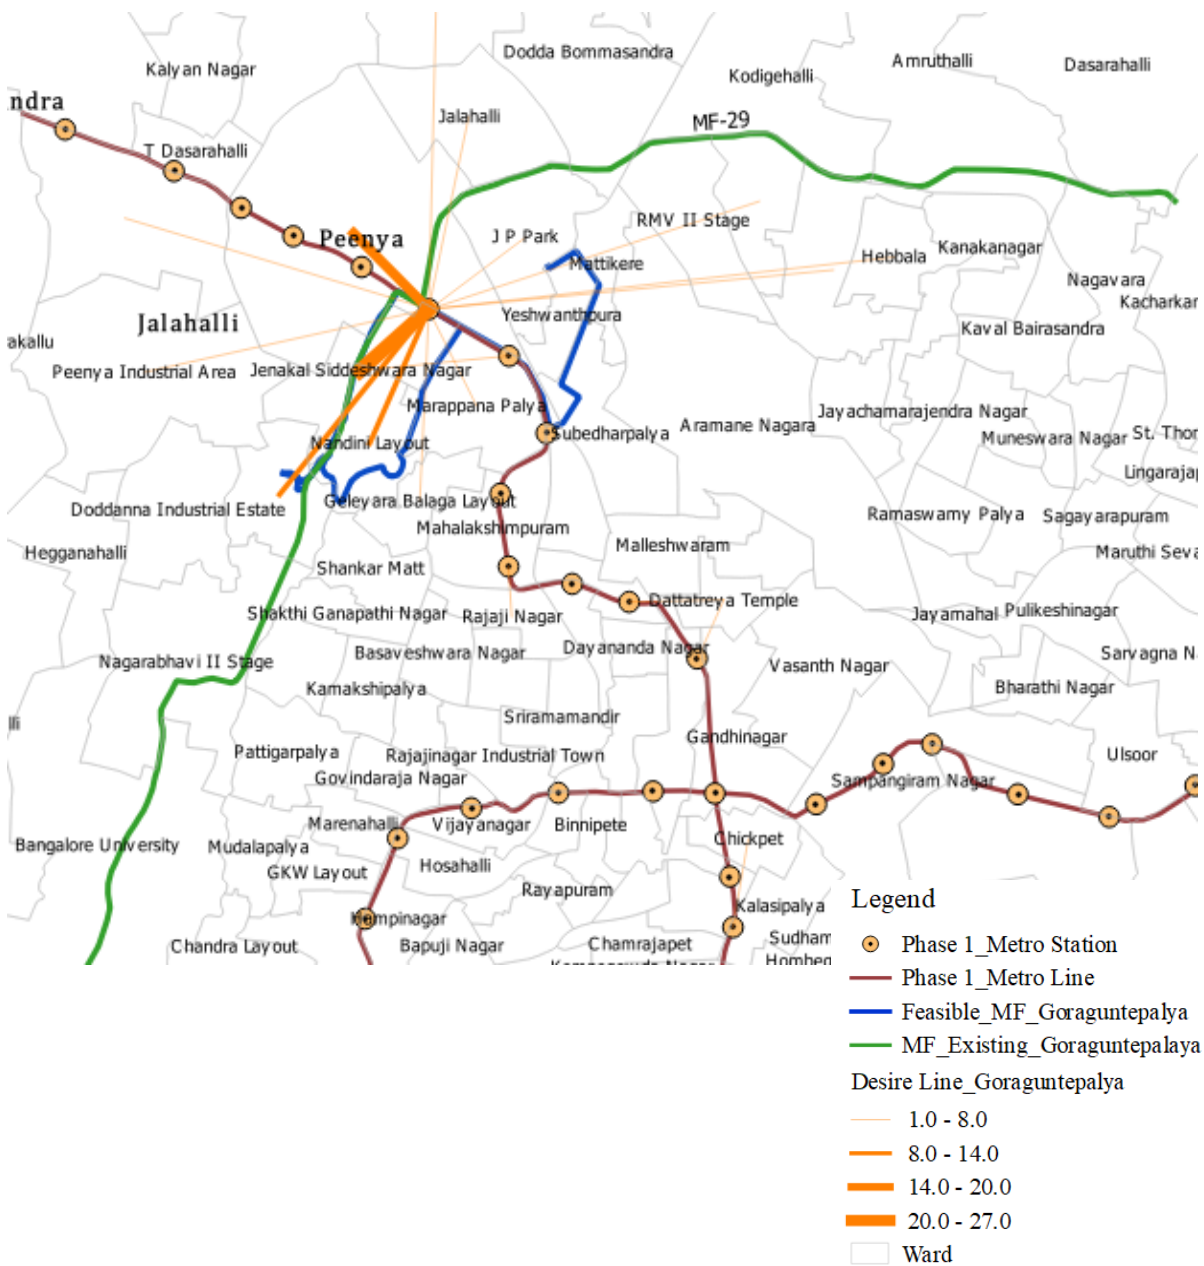 Dodda Bommasandra
Amruthalli
Kalyan Nagar
Kodigehalli
Dasarahalli
ndra
Jalahalli
MF-29
T Dasarahalli
RMV II Stage
J P Park
Peenya
Kanakanagar
Hebbala
Mattikere
Nagavara
Kacharkar
Yeshwanthpura
Jalahalli
Kaval Bairasandra
akallu
Peenya Industrial Area
Jenakal Siddeshwara Nagar
Marappana Palya
Jayachamarajendra Nagar
Aramane Nagara
Subedharpalya
Muneswara Nagar
St. Thor
Nandini Layout
Lingarajap
Geleyara Balaga Layout
Doddanna Industrial Estate
Ramaswamy Palya
Sagayarapuram
Mahalakshimpuram
Malleshwaram
Hegganahalli
Maruthi Seva
Shankar Matt
Dattatreya Temple
Shakthi Ganapathi Nagar
Rajaji Nagar
Jayamahal
Pulikeshinagar
Dayananda Nagar
Basaveshwara Nagar
Sarvagna N
Nagarabhavi II Stage
Vasanth Nagar
Kamakshipalya
Bharathi Nagar
Sriramamandir
lli
Gandhinagar
Pattigarpalya
Rajajinagar Industrial Town
Ulsoor
Govindaraja Nagar
Sampangiram Nagar
Marenahalli
Vijayanagar
Binnipete
Chickpet
Bangalore University
Mudalapalya
Hosahalli
GKW Layout
Rayapuram
Kalasipalya
Hampinagar
Sudham
Chandra Layout
Bapuji Nagar
Chamrajapet
Hombeg
Legend
Phase 1_Metro Station
Phase 1_Metro Line
Feasible_MF_Goraguntepalya
MF_Existing_Goraguntepalaya
Desire Line_Goraguntepalya
1.0 - 8.0
8.0 - 14.0
14.0 - 20.0
20.0 - 27.0
Ward